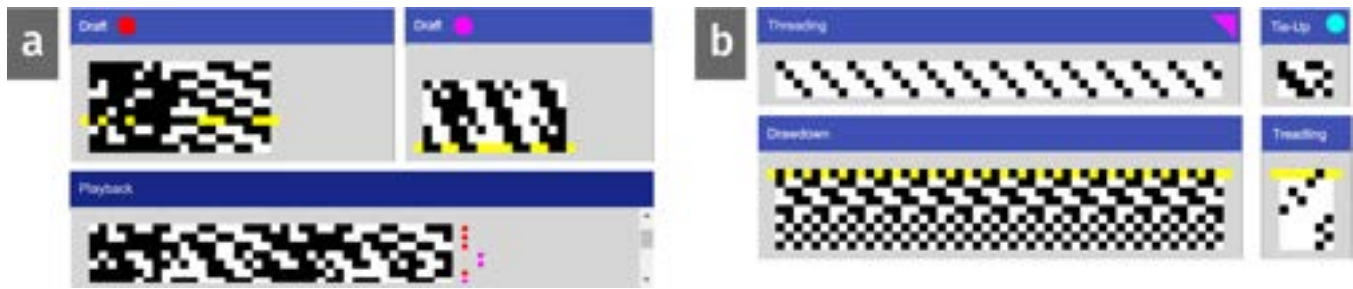 a
Draft
Draft
Playback
b
Threading
Tie-Up
Drawdown
Treadling